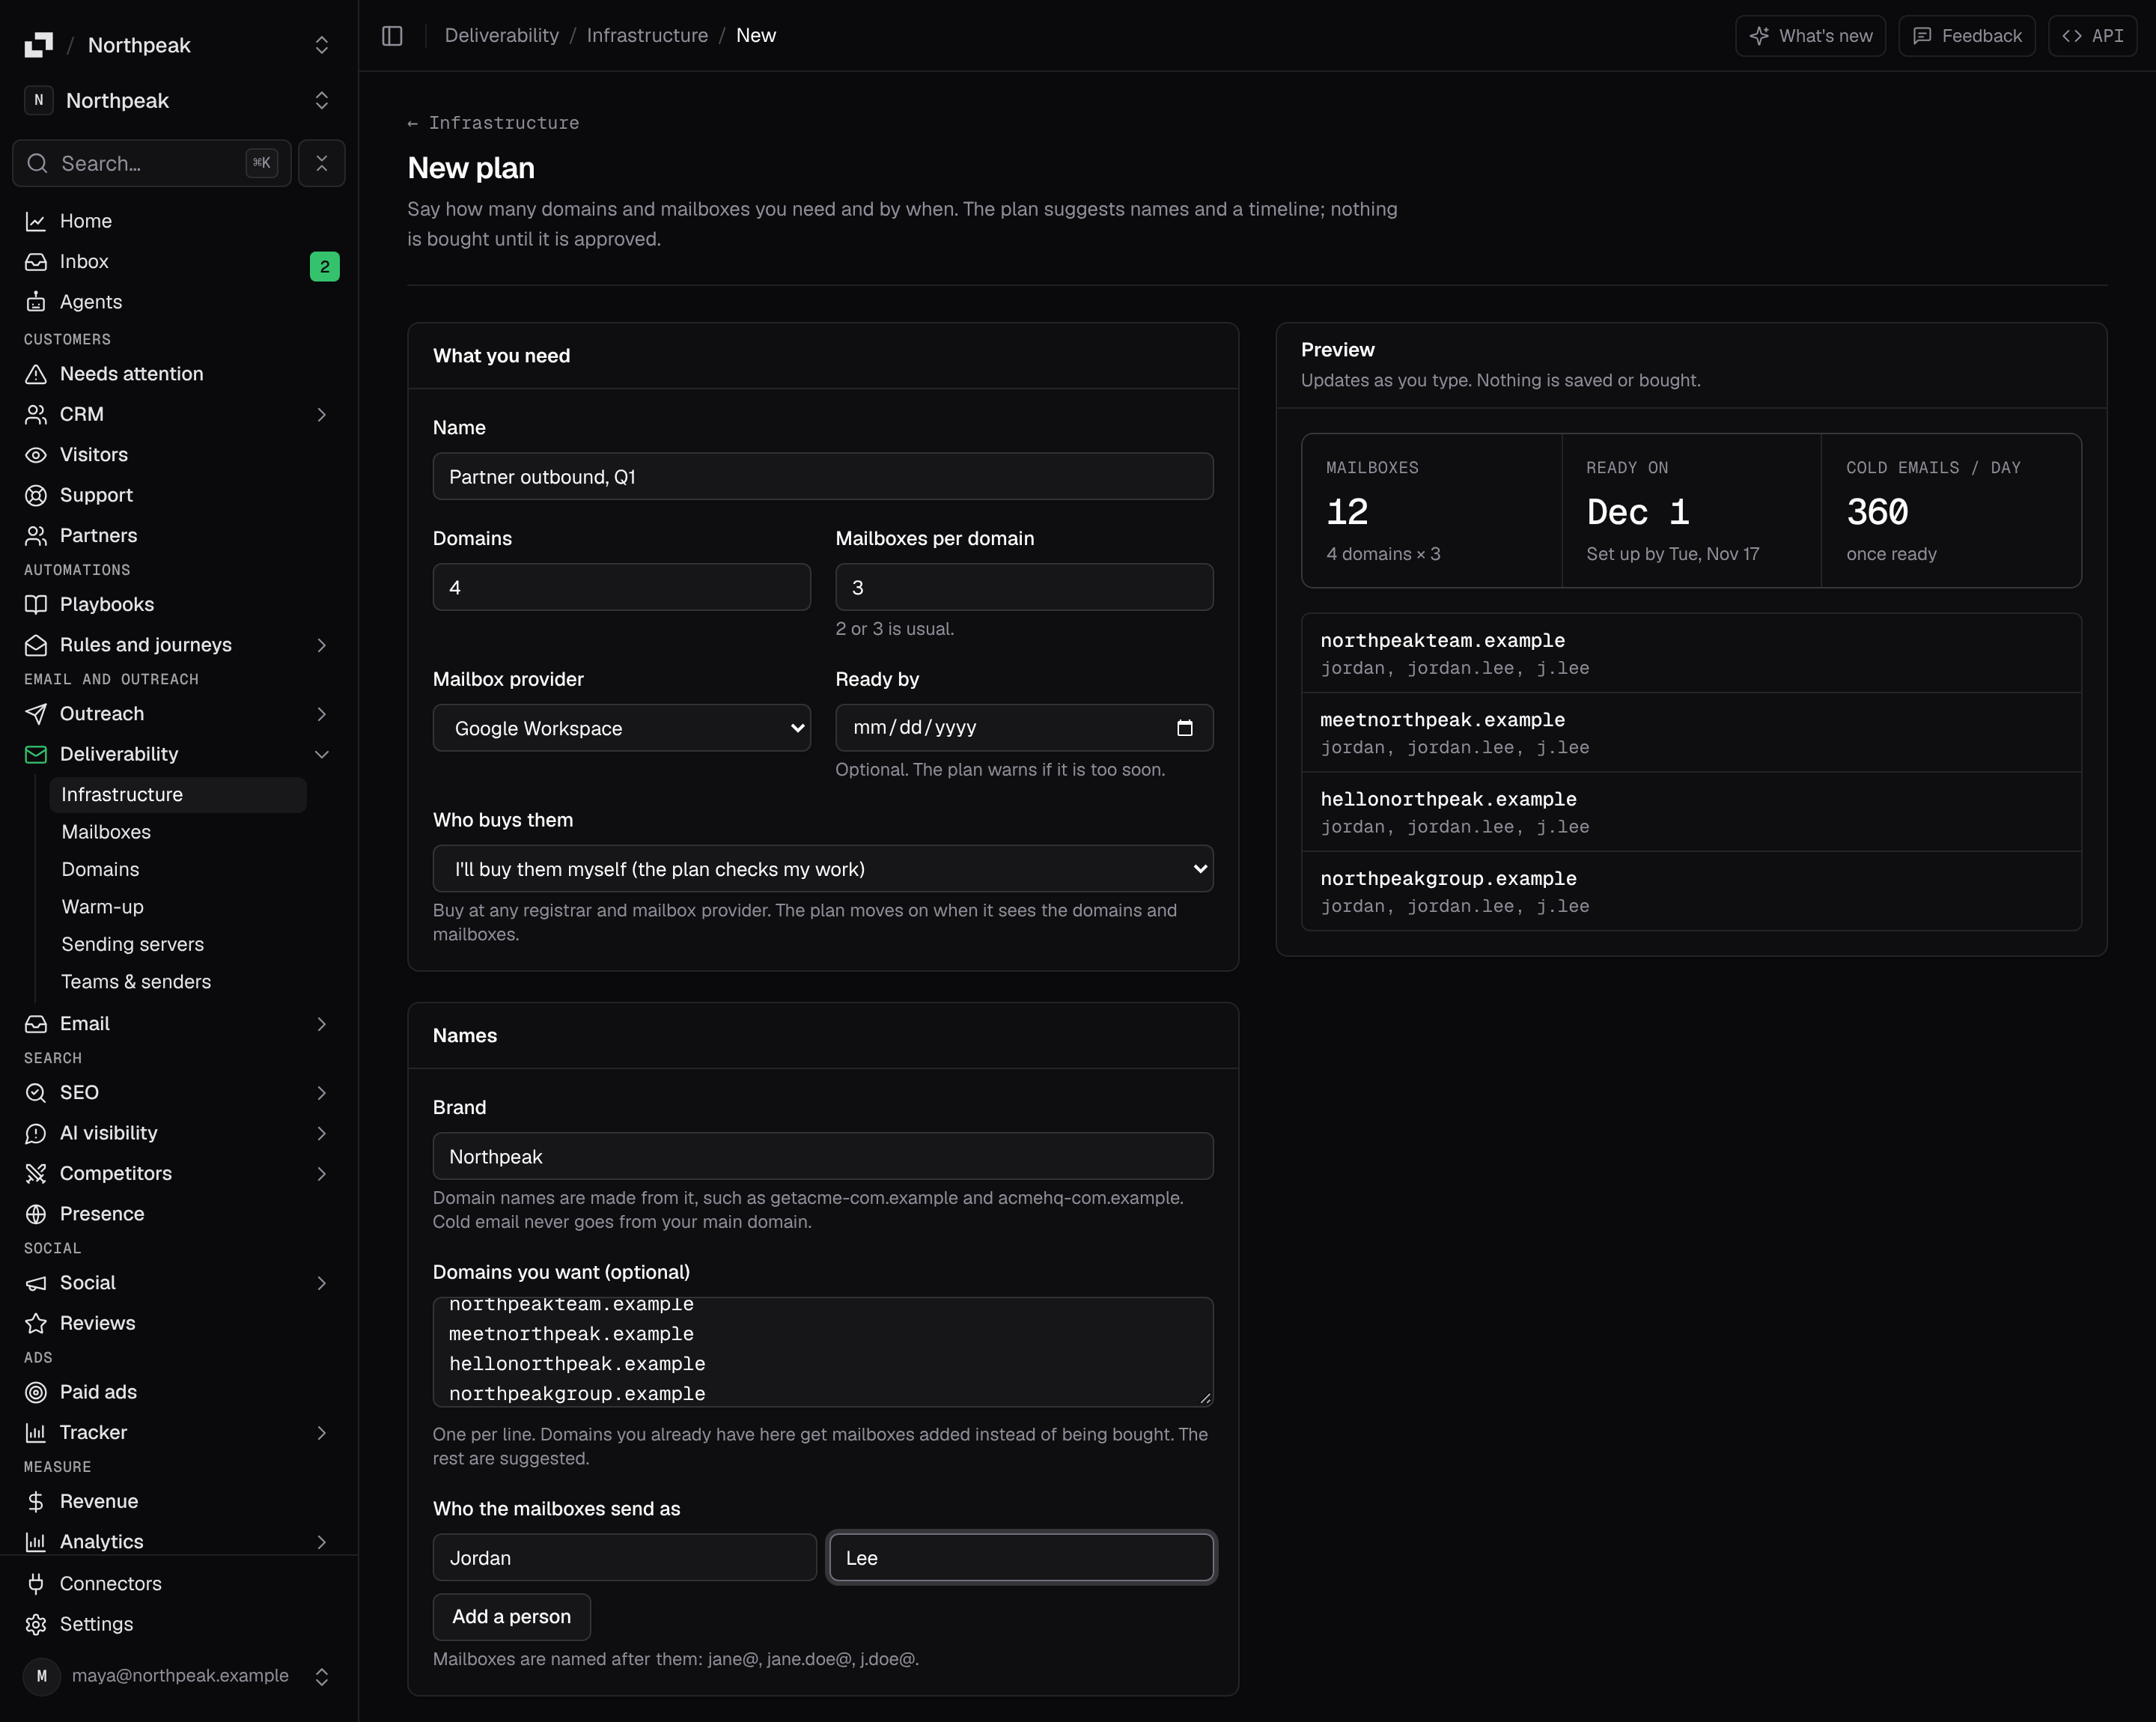 / Northpeak
N Northpeak
Search... ⌘K
Home
Inbox 2
Agents
CUSTOMERS
Needs attention
CRM
Visitors
Support
Partners
AUTOMATIONS
Playbooks
Rules and journeys
EMAIL AND OUTREACH
Outreach
Deliverability
Infrastructure
Mailboxes
Domains
Warm-up
Sending servers
Teams & senders
Email
SEARCH
SEO
AI visibility
Competitors
Presence
SOCIAL
Social
Reviews
ADS
Paid ads
Tracker
MEASURE
Revenue
Analytics
Connectors
Settings
M maya@northpeak.example
Deliverability / Infrastructure / New
What's new
Feedback
<> API
← Infrastructure
New plan
Say how many domains and mailboxes you need and by when. The plan suggests names and a timeline; nothing
is bought until it is approved.
What you need
Name
Partner outbound, Q1
Domains
4
Mailboxes per domain
3
2 or 3 is usual.
Mailbox provider
Google Workspace
Ready by
mm/dd/yyyy
Optional. The plan warns if it is too soon.
Who buys them
I'll buy them myself (the plan checks my work)
Buy at any registrar and mailbox provider. The plan moves on when it sees the domains and
mailboxes.
Names
Brand
Northpeak
Domain names are made from it, such as getacme-com.example and acmehq-com.example.
Cold email never goes from your main domain.
Domains you want (optional)
northpeakteam.example
meetnorthpeak.example
hellonorthpeak.example
northpeakgroup.example
One per line. Domains you already have here get mailboxes added instead of being bought. The
rest are suggested.
Who the mailboxes send as
Jordan
Lee
Add a person
Mailboxes are named after them: jane@, jane.doe@, j.doe@.
Preview
Updates as you type. Nothing is saved or bought.
MAILBOXES
12
4 domains × 3
READY ON
Dec 1
Set up by Tue, Nov 17
COLD EMAILS / DAY
360
once ready
northpeakteam.example
jordan, jordan.lee, j.lee
meetnorthpeak.example
jordan, jordan.lee, j.lee
hellonorthpeak.example
jordan, jordan.lee, j.lee
northpeakgroup.example
jordan, jordan.lee, j.lee